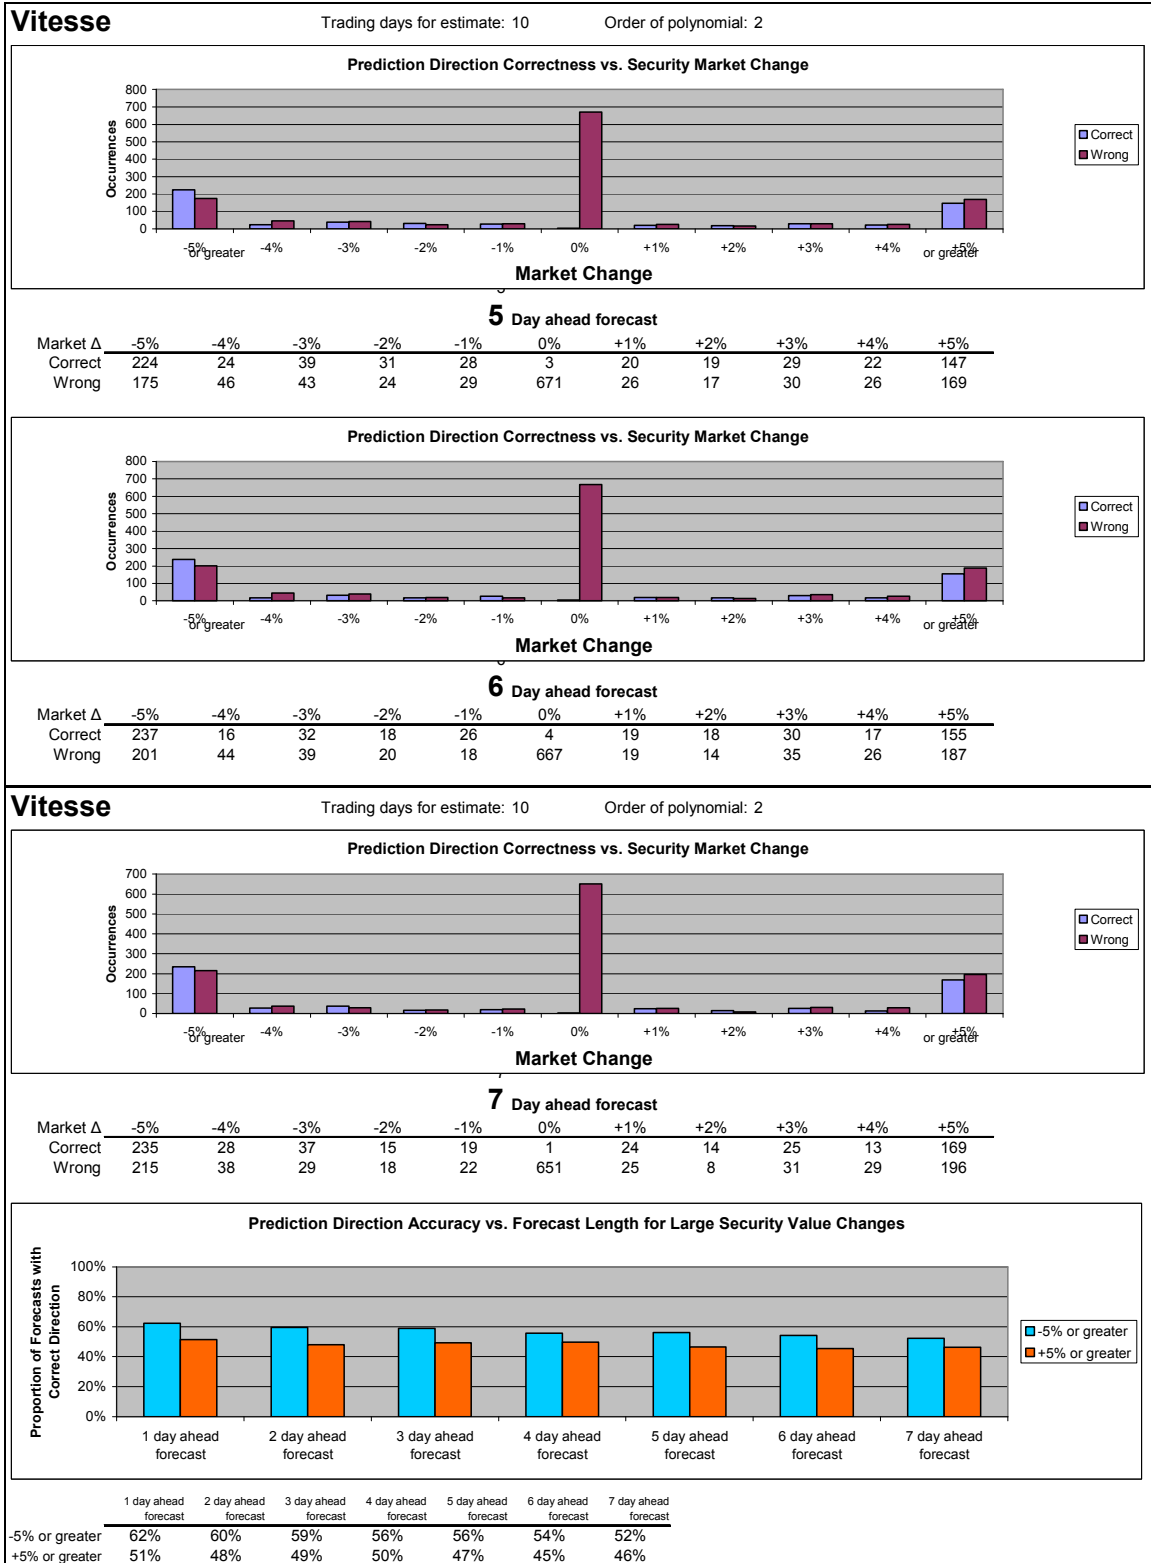 Vitesse Trading days for estimate: 10 Order of polynomial: 2
Prediction Direction Correctness vs. Security Market Change
Occurrences
800
700
600
500
400
300
200
100
0
Correct
Wrong
-5% or greater -4% -3% -2% -1% 0% +1% +2% +3% +4% +5% or greater
Market Change
5 Day ahead forecast
Market Δ -5% -4% -3% -2% -1% 0% +1% +2% +3% +4% +5%
Correct 224 24 39 31 28 3 20 19 29 22 147
Wrong 175 46 43 24 29 671 26 17 30 26 169
Prediction Direction Correctness vs. Security Market Change
Occurrences
800
700
600
500
400
300
200
100
0
Correct
Wrong
-5% or greater -4% -3% -2% -1% 0% +1% +2% +3% +4% +5% or greater
Market Change
6 Day ahead forecast
Market Δ -5% -4% -3% -2% -1% 0% +1% +2% +3% +4% +5%
Correct 237 16 32 18 26 4 19 18 30 17 155
Wrong 201 44 39 20 18 667 19 14 35 26 187
Vitesse Trading days for estimate: 10 Order of polynomial: 2
Prediction Direction Correctness vs. Security Market Change
Occurrences
700
600
500
400
300
200
100
0
Correct
Wrong
-5% or greater -4% -3% -2% -1% 0% +1% +2% +3% +4% +5% or greater
Market Change
7 Day ahead forecast
Market Δ -5% -4% -3% -2% -1% 0% +1% +2% +3% +4% +5%
Correct 235 28 37 15 19 1 24 14 25 13 169
Wrong 215 38 29 18 22 651 25 8 31 29 196
Prediction Direction Accuracy vs. Forecast Length for Large Security Value Changes
Proportion of Forecasts with
Correct Direction
100%
80%
60%
40%
20%
0%
-5% or greater
+5% or greater
1 day ahead forecast 2 day ahead forecast 3 day ahead forecast 4 day ahead forecast 5 day ahead forecast 6 day ahead forecast 7 day ahead forecast
1 day ahead forecast 2 day ahead forecast 3 day ahead forecast 4 day ahead forecast 5 day ahead forecast 6 day ahead forecast 7 day ahead forecast
-5% or greater 62% 60% 59% 56% 56% 54% 52%
+5% or greater 51% 48% 49% 50% 47% 45% 46%